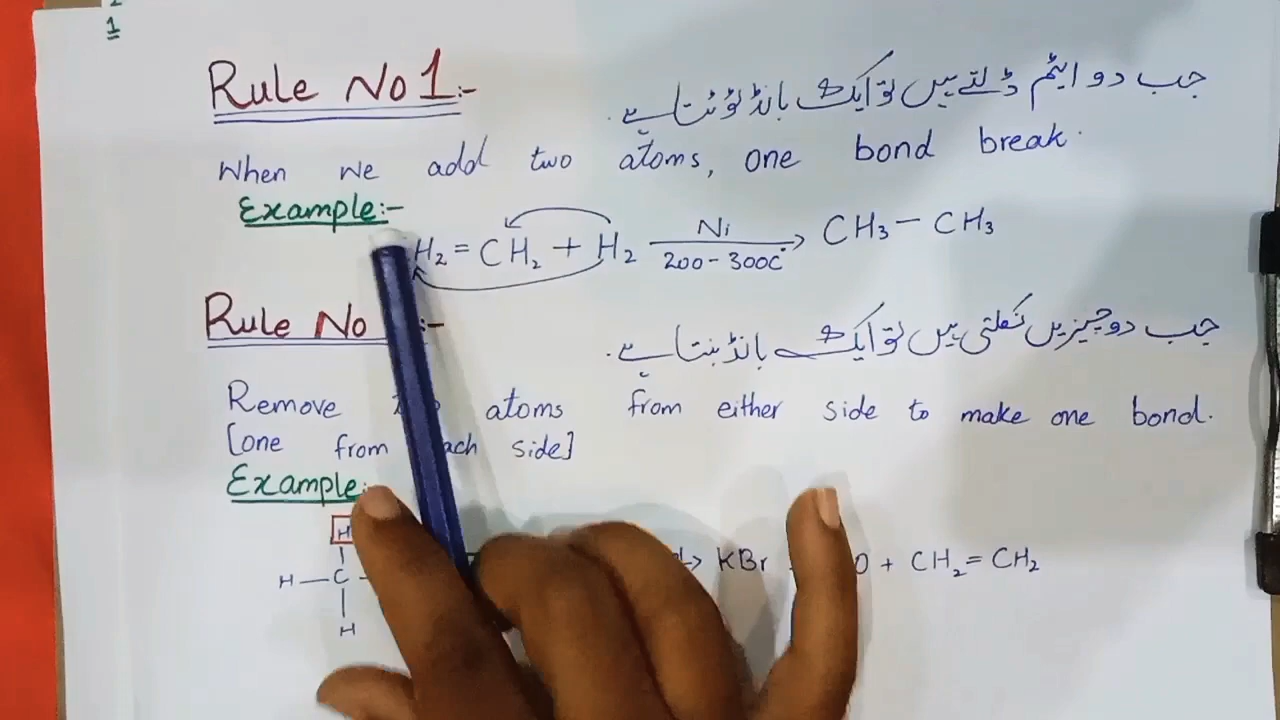 1
Rule No 1:-
جب دو ایٹم ڈلتے ہیں تو ایک بانڈ ٹوٹتا ہے.
When we add two atoms, one bond break.
Example:-
H₂ = CH₂ + H₂ Ni 200-300C° → CH₃ — CH₃
Rule No :-
جب دو چیزیں نکلتی ہیں تو ایک بانڈ بنتا ہے.
Remove atoms from either side to make one bond.
[one from each side]
Example:
H
H — C
H
KBr + CH₂ = CH₂